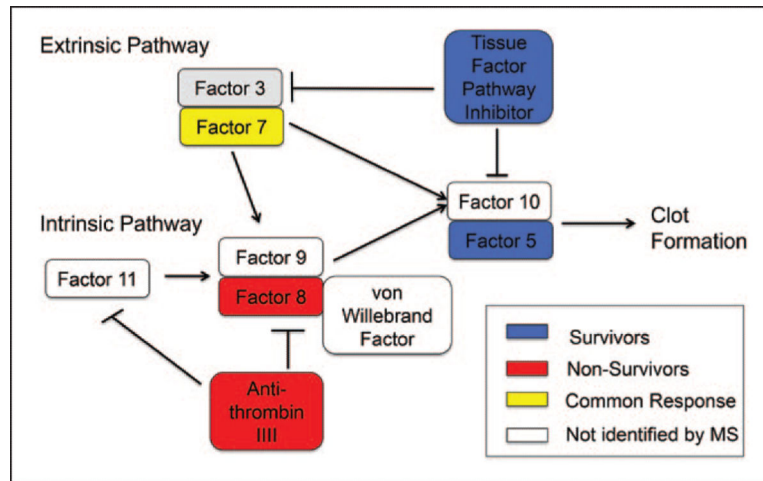 Extrinsic Pathway
Tissue
Factor
Pathway
Inhibitor
Factor 3
Factor 7
Factor 10
Factor 5
Clot
Formation
Intrinsic Pathway
Factor 11
Factor 9
Factor 8
von
Willebrand
Factor
Anti-
thrombin
IIII
Survivors
Non-Survivors
Common Response
Not identified by MS